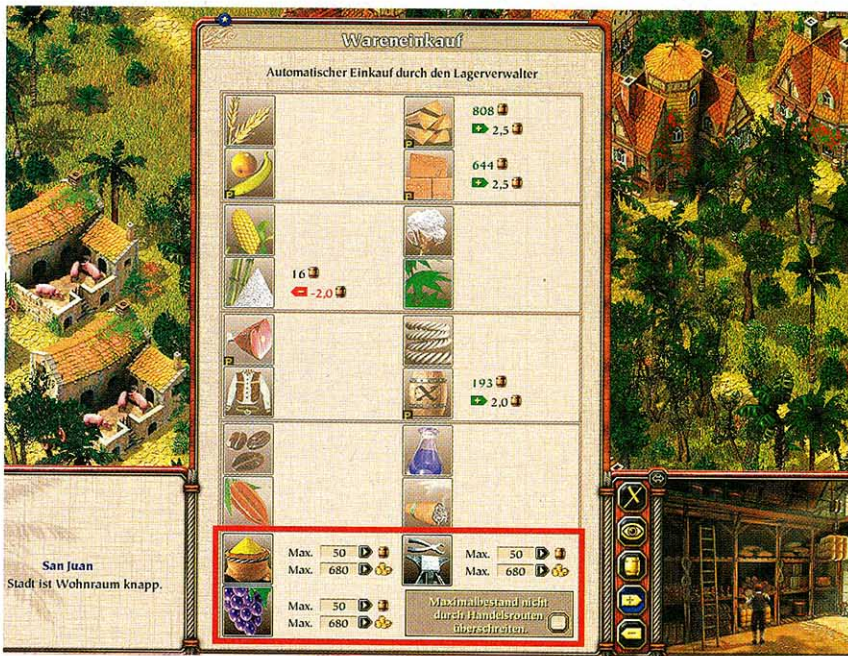 Wareneinkauf
Automatischer Einkauf durch den Lagerverwalter
808
+ 2,5
P
644
P + 2,5
P
16
- -2,0
P
193
P + 2,0
Max. 50
Max. 680
Max. 50
Max. 680
Max. 50
Max. 680
Maximalbestand nicht
durch Handelsrouten
überschreiten.
San Juan
Stadt ist Wohnraum knapp.